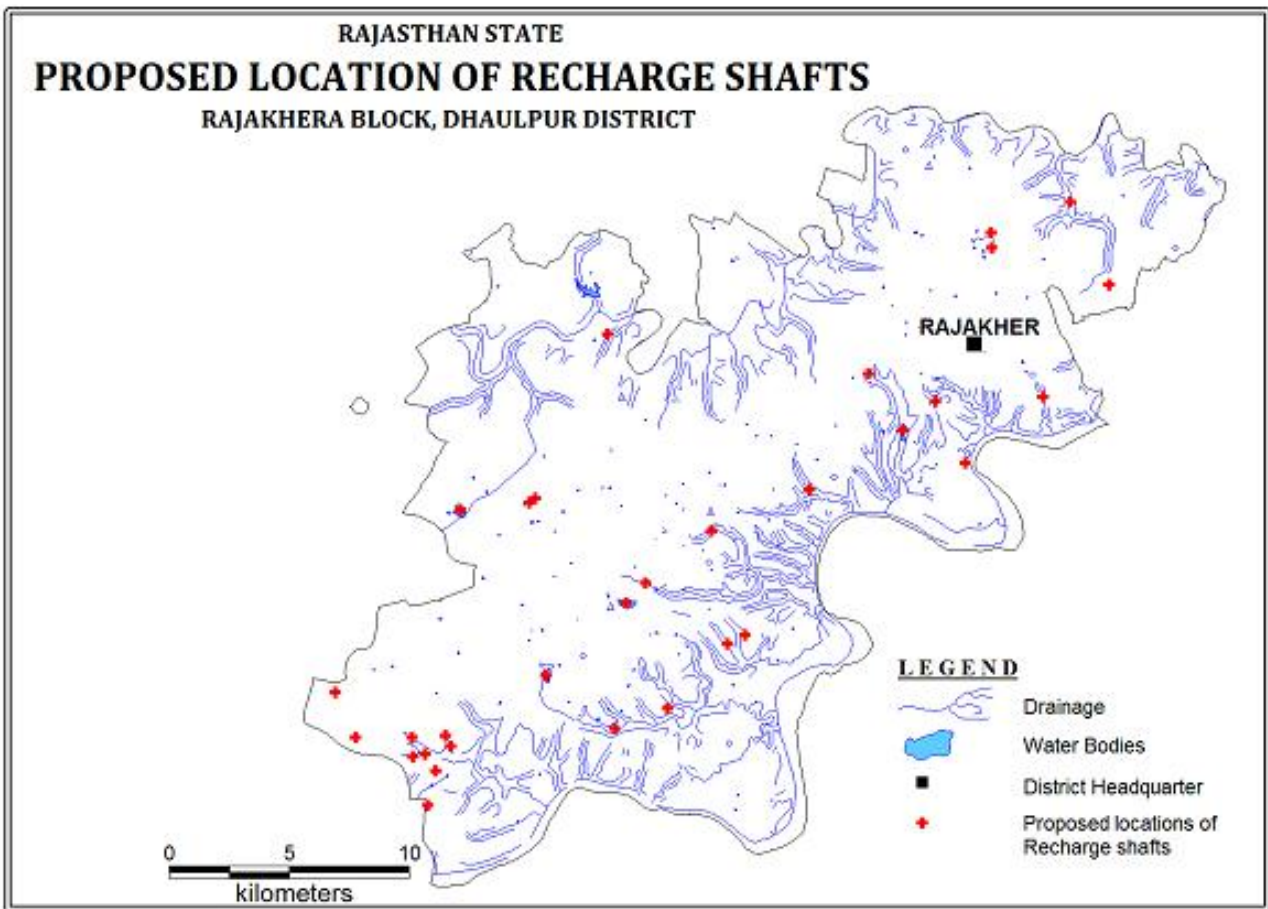 RAJASTHAN STATE
PROPOSED LOCATION OF RECHARGE SHAFTS
RAJAKHERA BLOCK, DHAULPUR DISTRICT
RAJAKHER
LEGEND
Drainage
Water Bodies
District Headquarter
Proposed locations of
Recharge shafts
0 5 10
kilometers